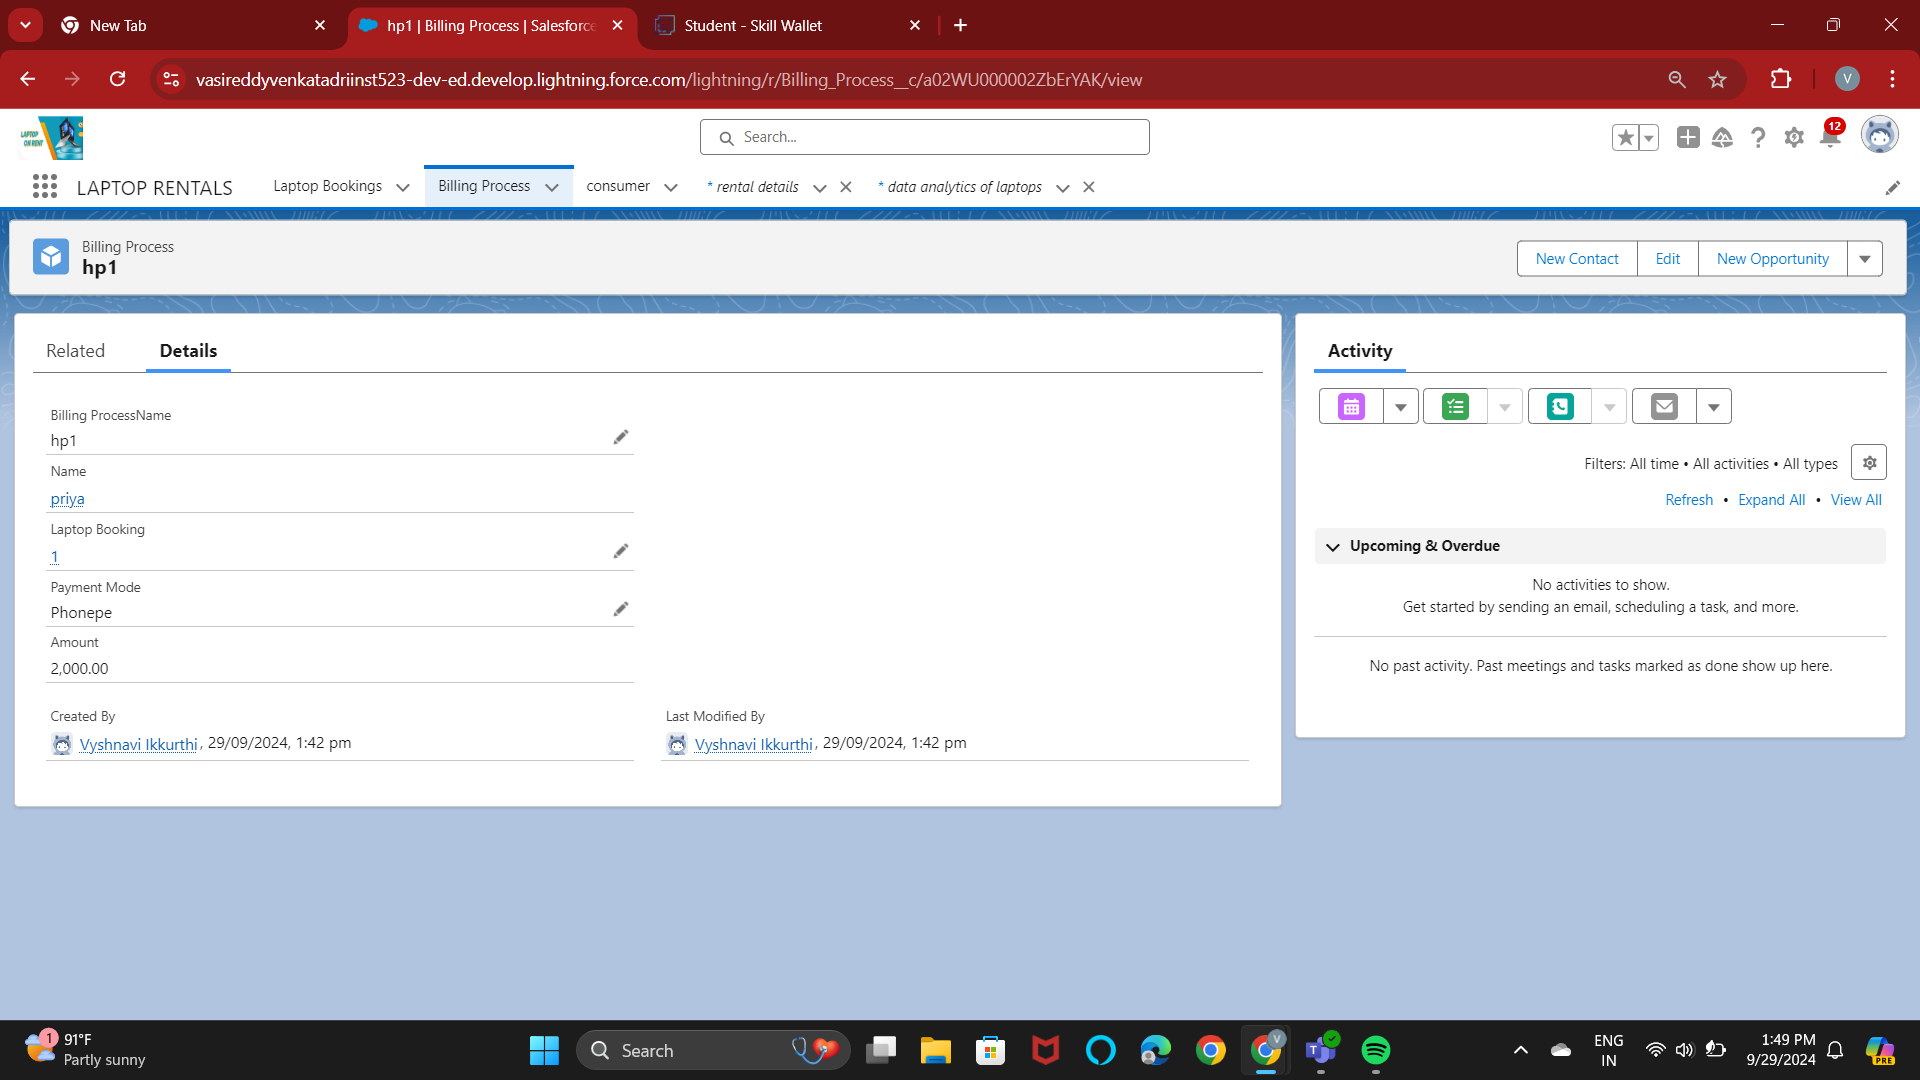 New Tab
hp1 | Billing Process | Salesforce
Student - Skill Wallet
vasireddyvenkatadriinst523-dev-ed.develop.lightning.force.com/lightning/r/Billing_Process__c/a02WU000002ZbErYAK/view
V
LAPTOP
ON RENT
Search...
12
LAPTOP RENTALS
Laptop Bookings
Billing Process
consumer
* rental details
* data analytics of laptops
Billing Process
hp1
New Contact
Edit
New Opportunity
Related
Details
Billing ProcessName
hp1
Name
priya
Laptop Booking
1
Payment Mode
Phonepe
Amount
2,000.00
Created By
Vyshnavi Ikkurthi, 29/09/2024, 1:42 pm
Last Modified By
Vyshnavi Ikkurthi, 29/09/2024, 1:42 pm
Activity
Filters: All time • All activities • All types
Refresh • Expand All • View All
Upcoming & Overdue
No activities to show.
Get started by sending an email, scheduling a task, and more.
No past activity. Past meetings and tasks marked as done show up here.
1
91°F
Partly sunny
Search
V
ENG
IN
1:49 PM
9/29/2024
PRE